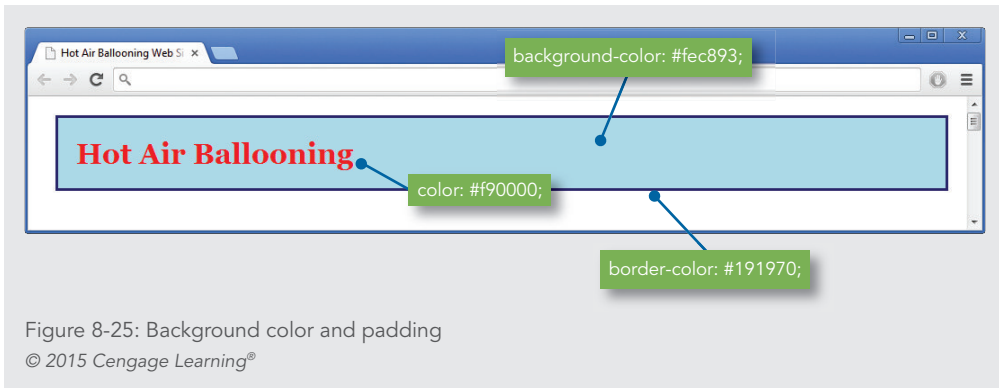 Hot Air Ballooning Web Si
background-color: #fec893;
Hot Air Ballooning
color: #f90000;
border-color: #191970;
Figure 8-25: Background color and padding
© 2015 Cengage Learning®